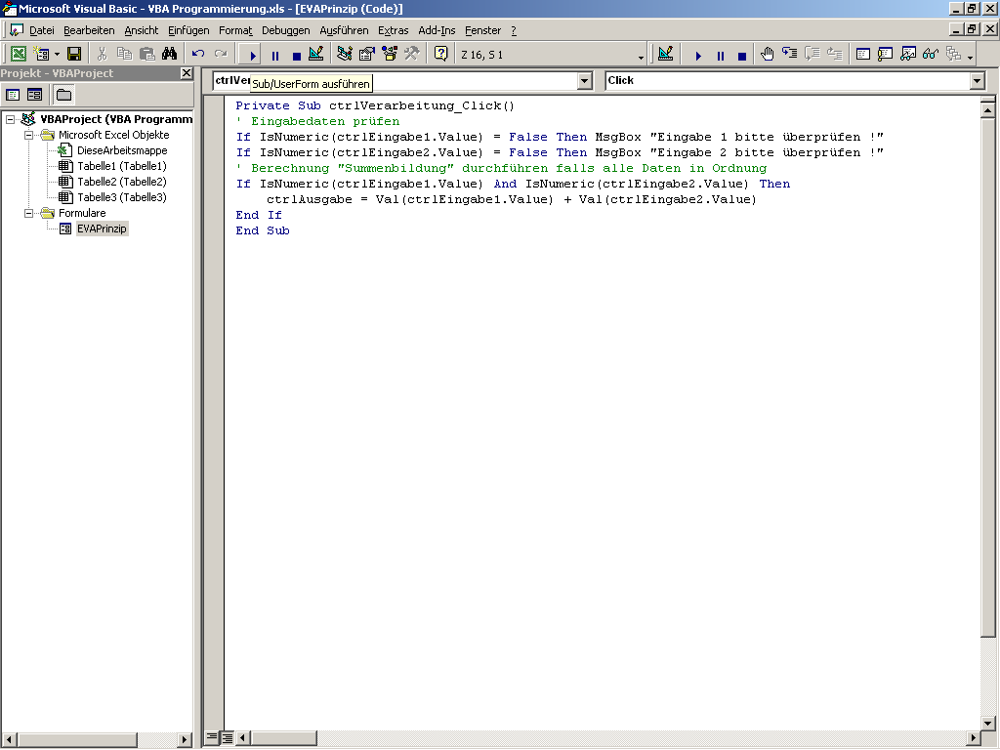 Microsoft Visual Basic - VBA Programmierung.xls - [EVAPrinzip (Code)]
Datei Bearbeiten Ansicht Einfügen Format Debuggen Ausführen Extras Add-Ins Fenster ?
Z 16, S 1
Projekt - VBAProject
ctrlVer
Sub/UserForm ausführen
Click
VBAProject (VBA Programm
Microsoft Excel Objekte
DieseArbeitsmappe
Tabelle1 (Tabelle1)
Tabelle2 (Tabelle2)
Tabelle3 (Tabelle3)
Formulare
EVAPrinzip
Private Sub ctrlVerarbeitung_Click()
' Eingabedaten prüfen
If IsNumeric(ctrlEingabe1.Value) = False Then MsgBox "Eingabe 1 bitte überprüfen !"
If IsNumeric(ctrlEingabe2.Value) = False Then MsgBox "Eingabe 2 bitte überprüfen !"
' Berechnung "Summenbildung" durchführen falls alle Daten in Ordnung
If IsNumeric(ctrlEingabe1.Value) And IsNumeric(ctrlEingabe2.Value) Then
ctrlAusgabe = Val(ctrlEingabe1.Value) + Val(ctrlEingabe2.Value)
End If
End Sub